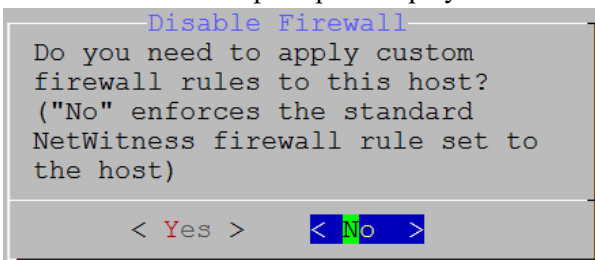 Disable Firewall
Do you need to apply custom
firewall rules to this host?
("No" enforces the standard
NetWitness firewall rule set to
the host)
< Yes > < No >